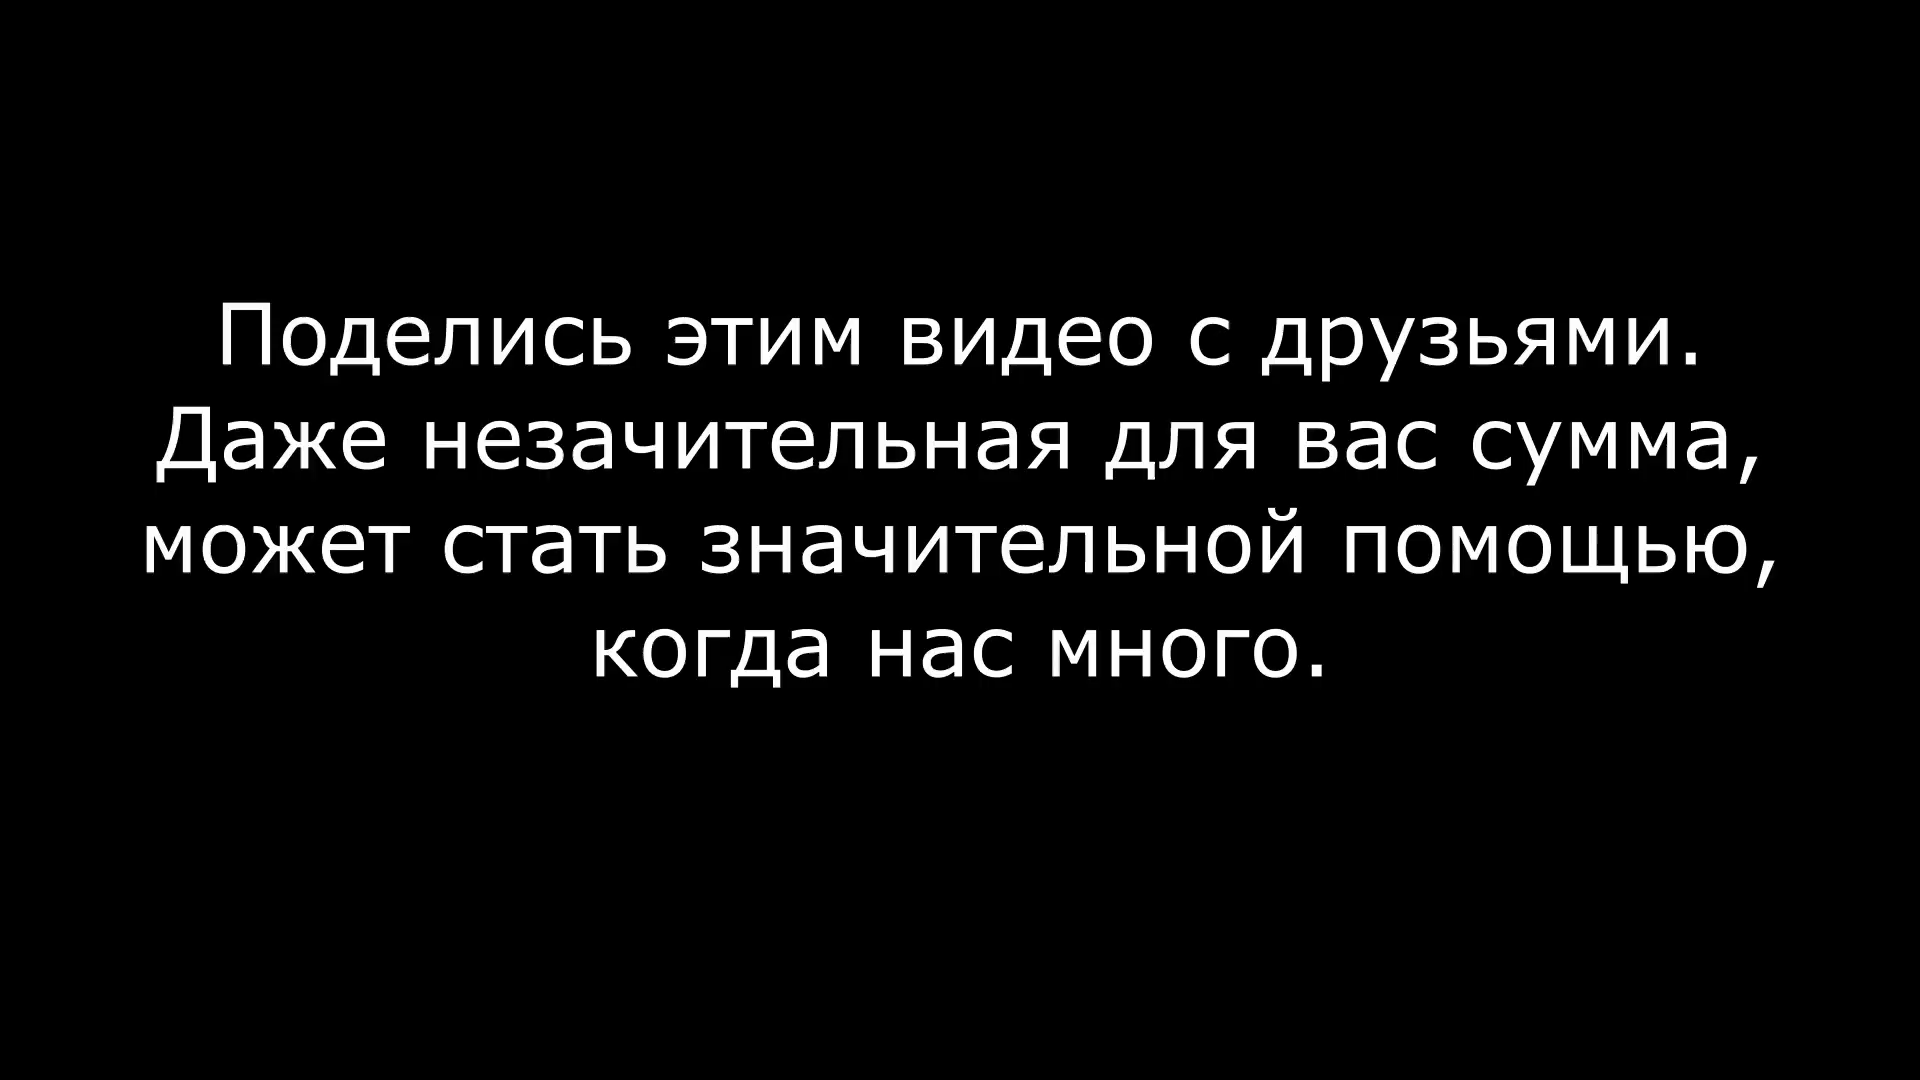 Поделись этим видео с друзьями.
Даже незачительная для вас сумма,
может стать значительной помощью,
когда нас много.